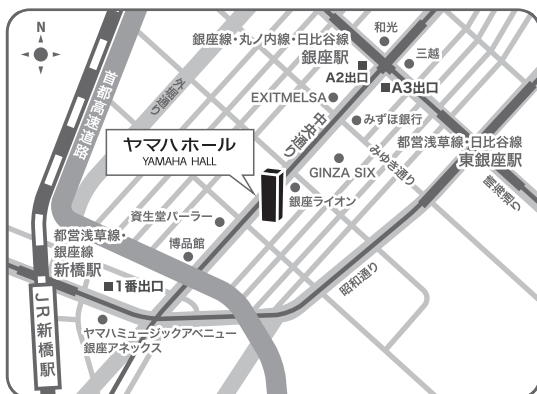 N
和光
銀座線・丸ノ内線・日比谷線
銀座駅
三越
A2出口
A3出口
首都高速道路
外堀通り
EXITMELSA
中央通り
みずほ銀行
都営浅草線・日比谷線
東銀座駅
ヤマハホール
YAMAHA HALL
みゆき通り
GINZA SIX
晴海通り
銀座ライオン
資生堂パーラー
都営浅草線・
銀座線
新橋駅
博品館
昭和通り
1番出口
JR新橋駅
ヤマハミュージックアベニュー
銀座アネックス